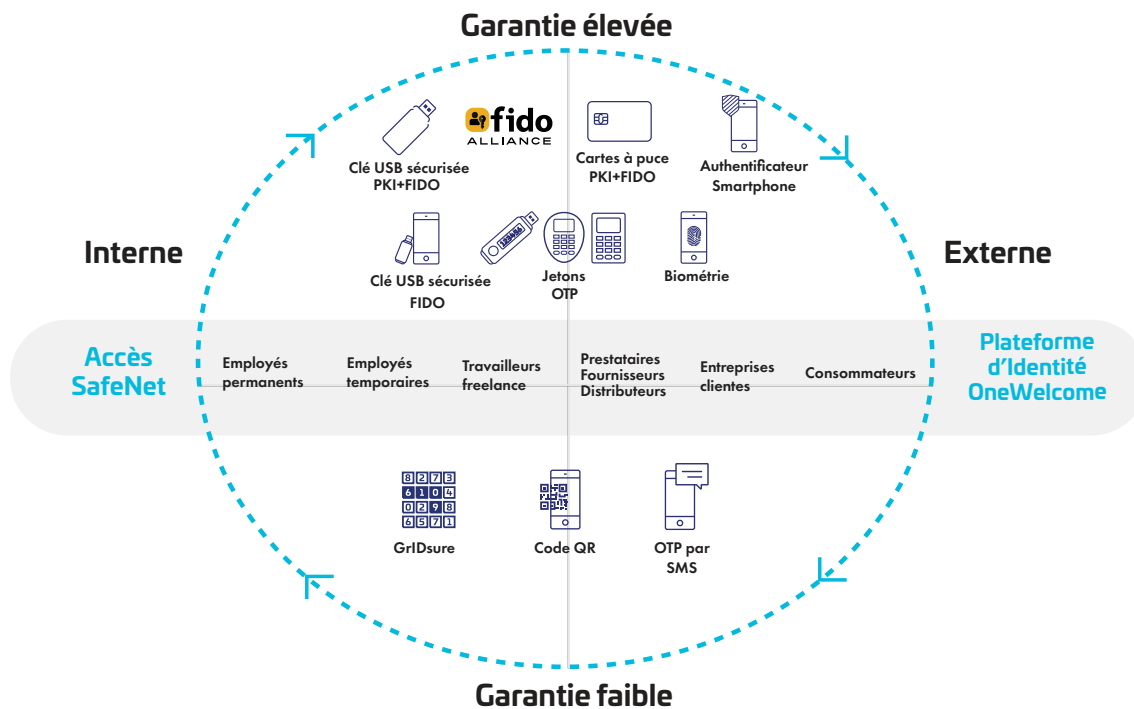 Garantie élevée
fido
ALLIANCE
Clé USB sécurisée
PKI+FIDO
Cartes à puce
PKI+FIDO
Authentificateur
Smartphone
Interne
Externe
123456
Clé USB sécurisée
FIDO
Jetons
OTP
Biométrie
Accès
SafeNet
Employés
permanents
Employés
temporaires
Travailleurs
freelance
Prestataires
Fournisseurs
Distributeurs
Entreprises
clientes
Consommateurs
Plateforme
d'Identité
OneWelcome
8 2 7 3
6 1 0 4
0 2 9 8
6 5 7 1
GrIDsure
Code QR
OTP par
SMS
Garantie faible